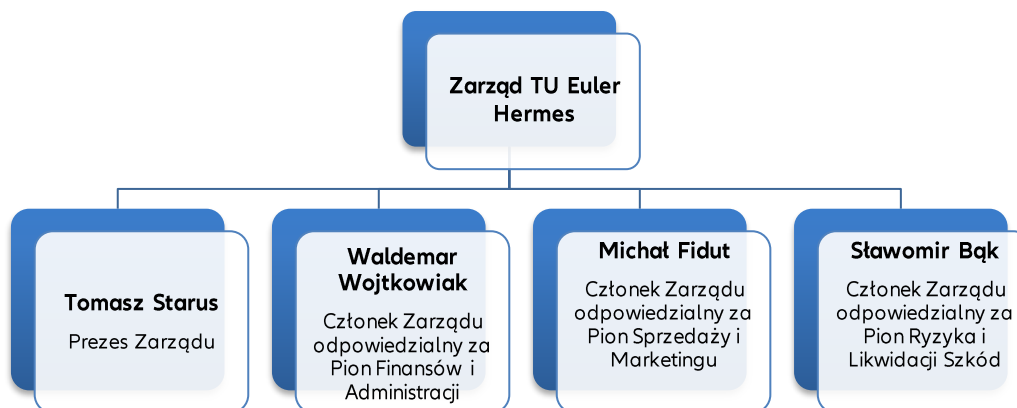 Zarząd TU Euler
Hermes
Tomasz Starus
Prezes Zarządu
Waldemar
Wojtkowiak
Członek Zarządu
odpowiedzialny za
Pion Finansów i
Administracji
Michał Fidut
Członek Zarządu
odpowiedzialny za
Pion Sprzedaży i
Marketingu
Sławomir Bąk
Członek Zarządu
odpowiedzialny za
Pion Ryzyka i
Likwidacji Szkód